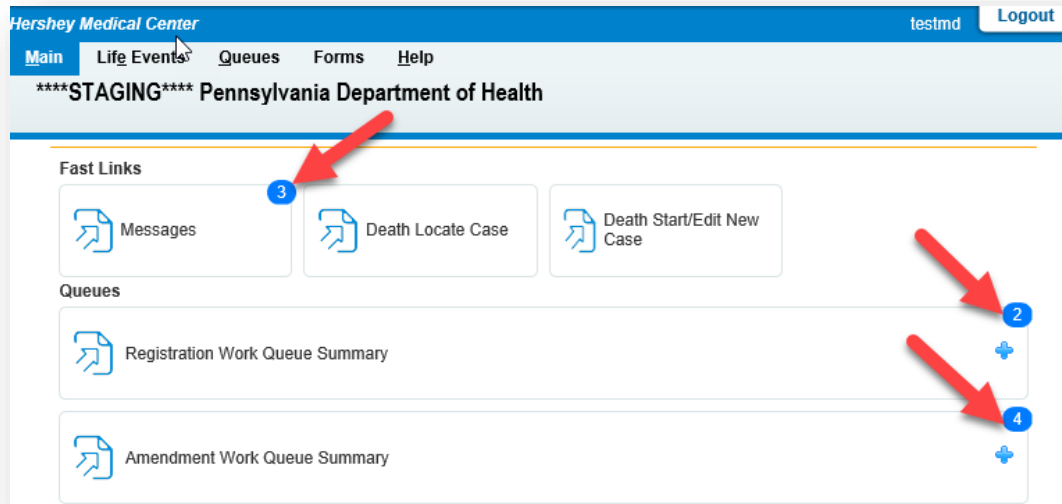 Hershey Medical Center testmd Logout
Main Life Events Queues Forms Help
****STAGING**** Pennsylvania Department of Health
Fast Links
3
Messages Death Locate Case Death Start/Edit New
Case
Queues
2
Registration Work Queue Summary
4
Amendment Work Queue Summary